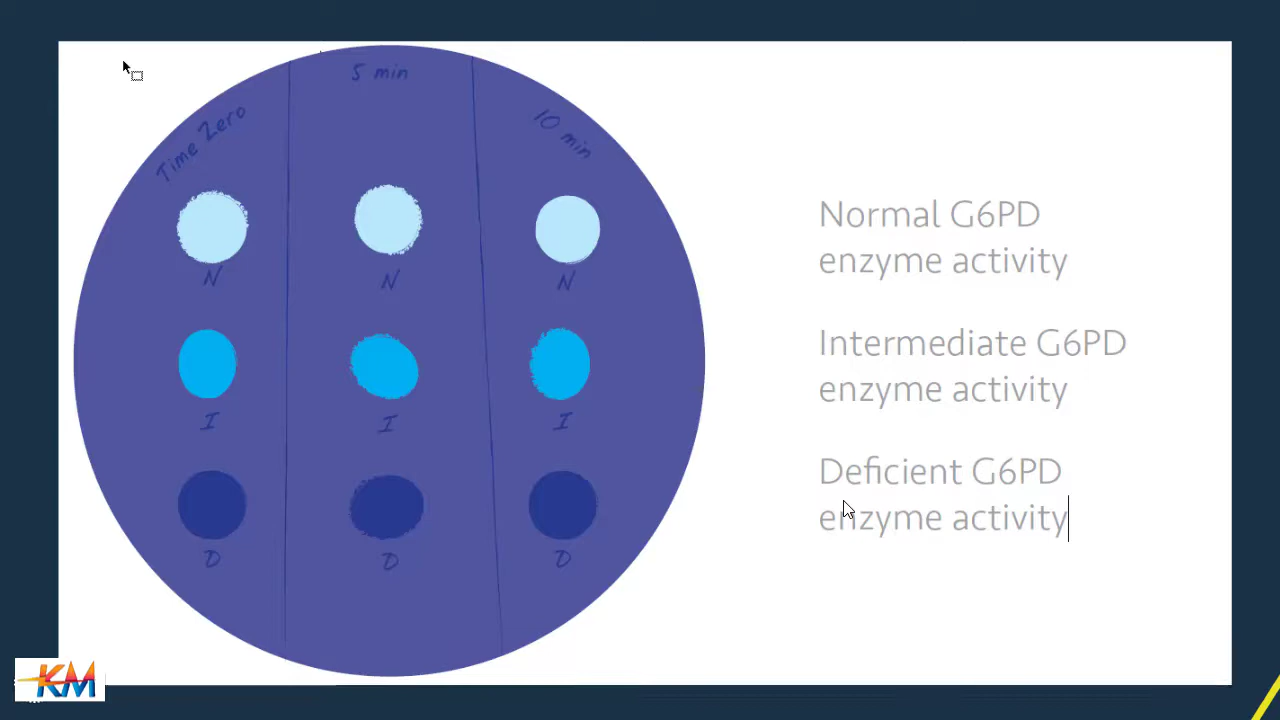 Time Zero
5 min
10 min
N
N
N
I
I
I
D
D
D
Normal G6PD
enzyme activity
Intermediate G6PD
enzyme activity
Deficient G6PD
enzyme activity
KM